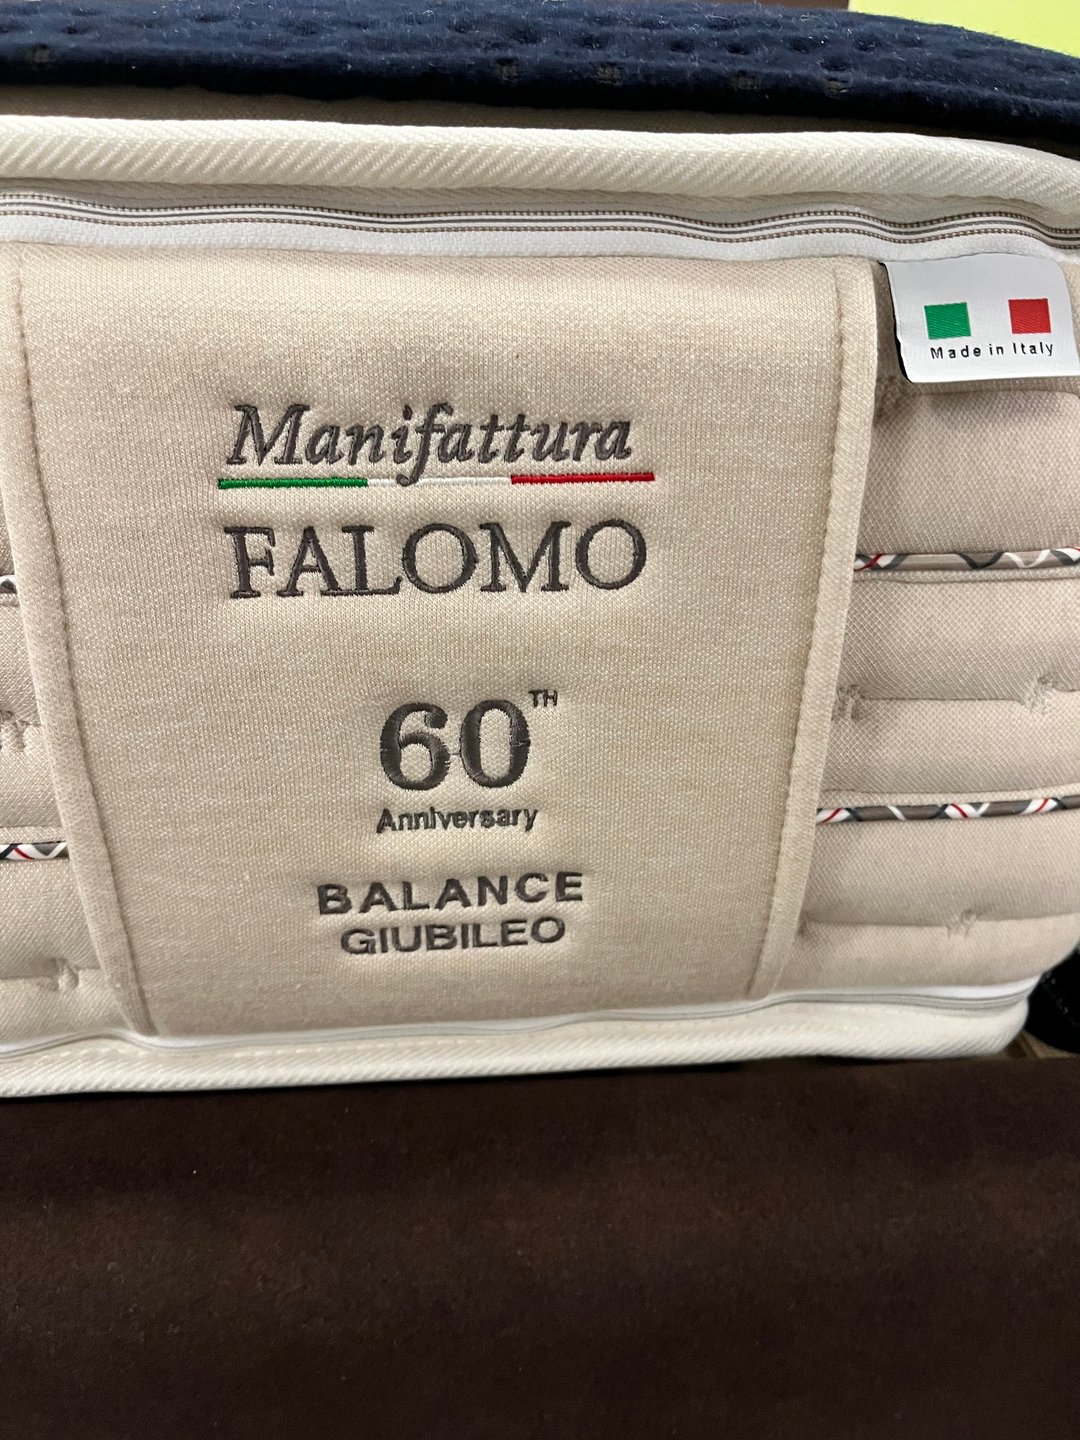 Made in Italy
Manifattura
FALOMO
60TH
Anniversary
BALANCE
GIUBILEO